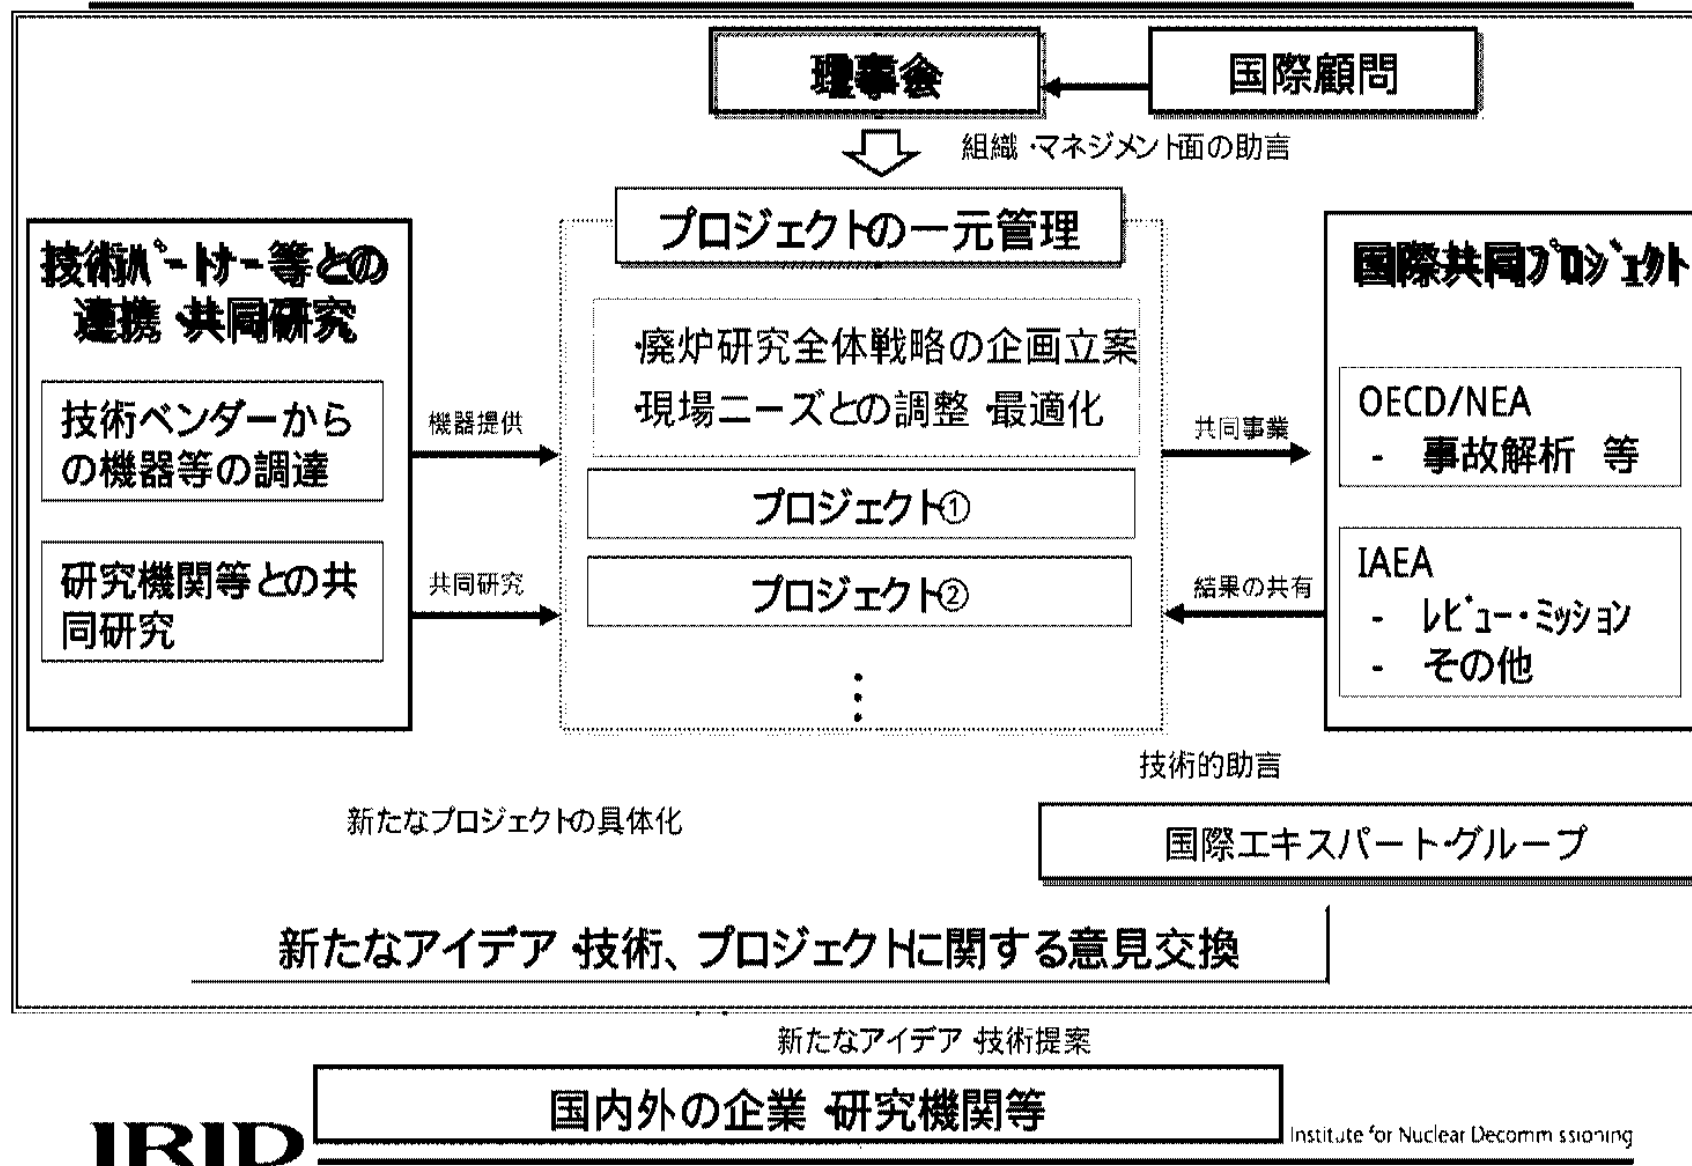 理事会
国際顧問
組織・マネジメント面の助言
プロジェクトの一元管理
技術ﾊﾟｰﾄﾅｰ等との
連携・共同研究
技術ベンダーから
の機器等の調達
研究機関等との共
同研究
機器提供
共同研究
・廃炉研究全体戦略の企画立案
・現場ニーズとの調整・最適化
プロジェクト①
プロジェクト②
共同事業
結果の共有
国際共同ﾌﾟﾛｼﾞｪｸﾄ
OECD/NEA
- 事故解析 等
IAEA
- ﾚﾋﾞｭｰ・ﾐｯｼｮﾝ
- その他
技術的助言
新たなプロジェクトの具体化
国際エキスパート・グループ
新たなアイデア・技術、プロジェクトに関する意見交換
新たなアイデア・技術提案
国内外の企業・研究機関等
IRID
Institute for Nuclear Decommissioning